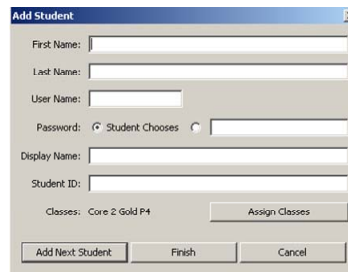 Add Student
First Name:
Last Name:
User Name:
Password: Student Chooses
Display Name:
Student ID:
Classes: Core 2 Gold P4 Assign Classes
Add Next Student Finish Cancel